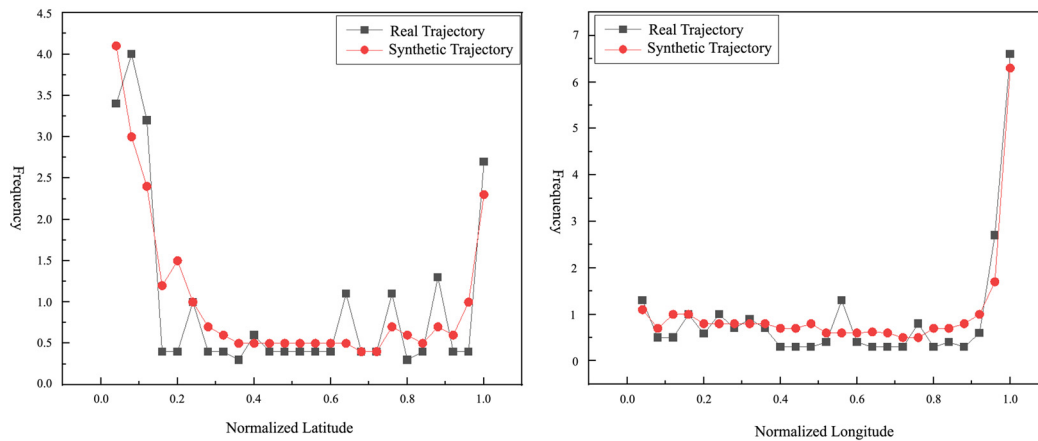 Real Trajectory
Synthetic Trajectory
4.5
4.0
3.5
3.0
2.5
2.0
1.5
1.0
0.5
0.0
Frequency
0.0 0.2 0.4 0.6 0.8 1.0
Normalized Latitude
Real Trajectory
Synthetic Trajectory
7
6
5
4
3
2
1
0
Frequency
0.0 0.2 0.4 0.6 0.8 1.0
Normalized Longitude